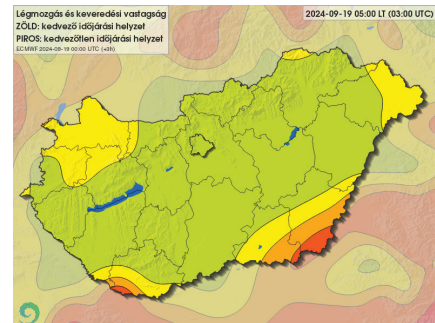 Légmozgás és keveredési vastagság
ZÖLD: kedvező időjárási helyzet
PIROS: kedvezőtlen időjárási helyzet
ECMWF 2024-09-19 00:00 UTC (+3h)
2024-09-19 05:00 LT (03:00 UTC)